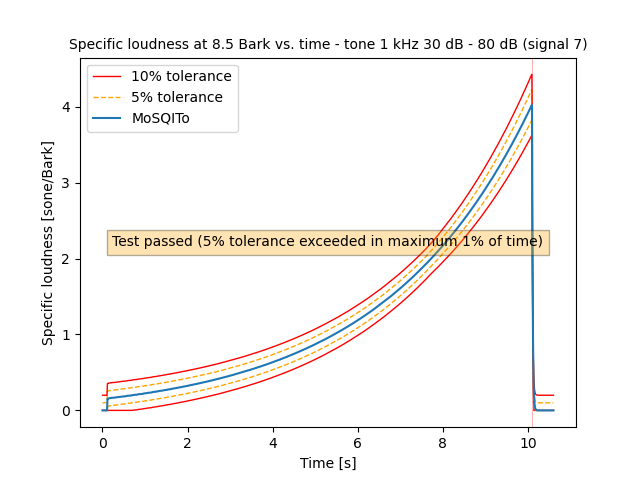 Specific loudness at 8.5 Bark vs. time - tone 1 kHz 30 dB - 80 dB (signal 7)
10% tolerance
5% tolerance
MoSQITo
Test passed (5% tolerance exceeded in maximum 1% of time)
Specific loudness [sone/Bark]
4
3
2
1
0
0 2 4 6 8 10
Time [s]